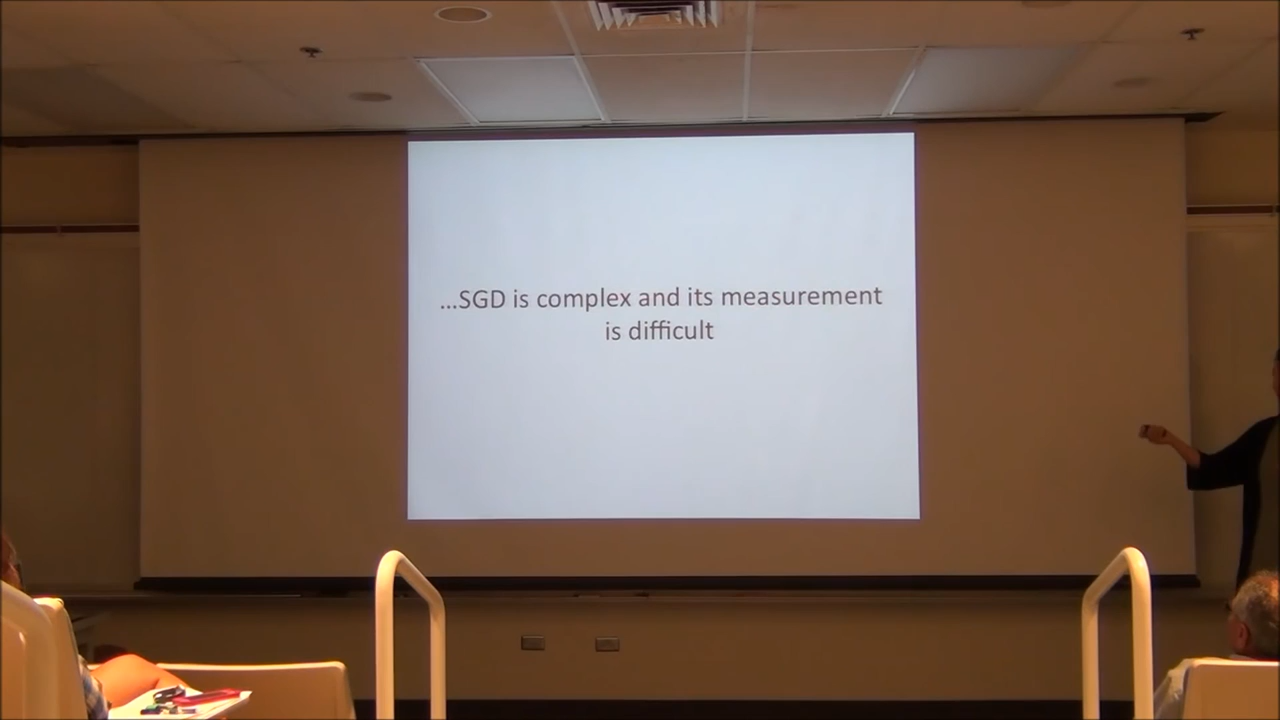 ...SGD is complex and its measurement
is difficult